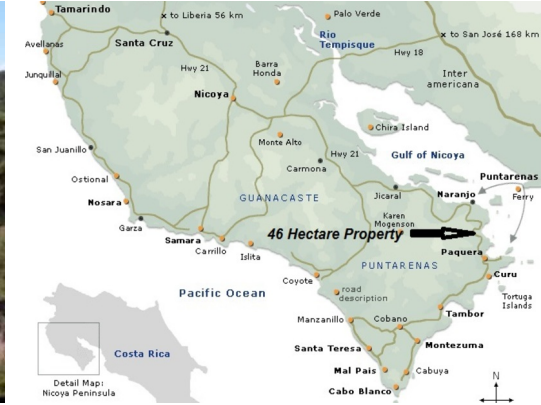 Tamarindo
x to Liberia 56 km
Palo Verde
x to San José 168 km
Avellanas
Santa Cruz
Rio
Tempisque
Hwy 18
Hwy 21
Barra
Honda
Inter
americana
Junquillal
Nicoya
Chira Island
Monte Alto
San Juanillo
Hwy 21
Gulf of Nicoya
Carmona
Puntarenas
Ostional
Jicaral
Naranjo
Ferry
Nosara
GUANACASTE
Karen
Mogenson
Garza
Samara
46 Hectare Property
Carrillo
Islita
Paquera
PUNTARENAS
Curu
Coyote
road
description
Tortuga
Islands
Pacific Ocean
Manzanillo
Cobano
Tambor
Santa Teresa
Montezuma
Costa Rica
Mal Pais
Cabuya
N
Detail Map:
Nicoya Peninsula
Cabo Blanco